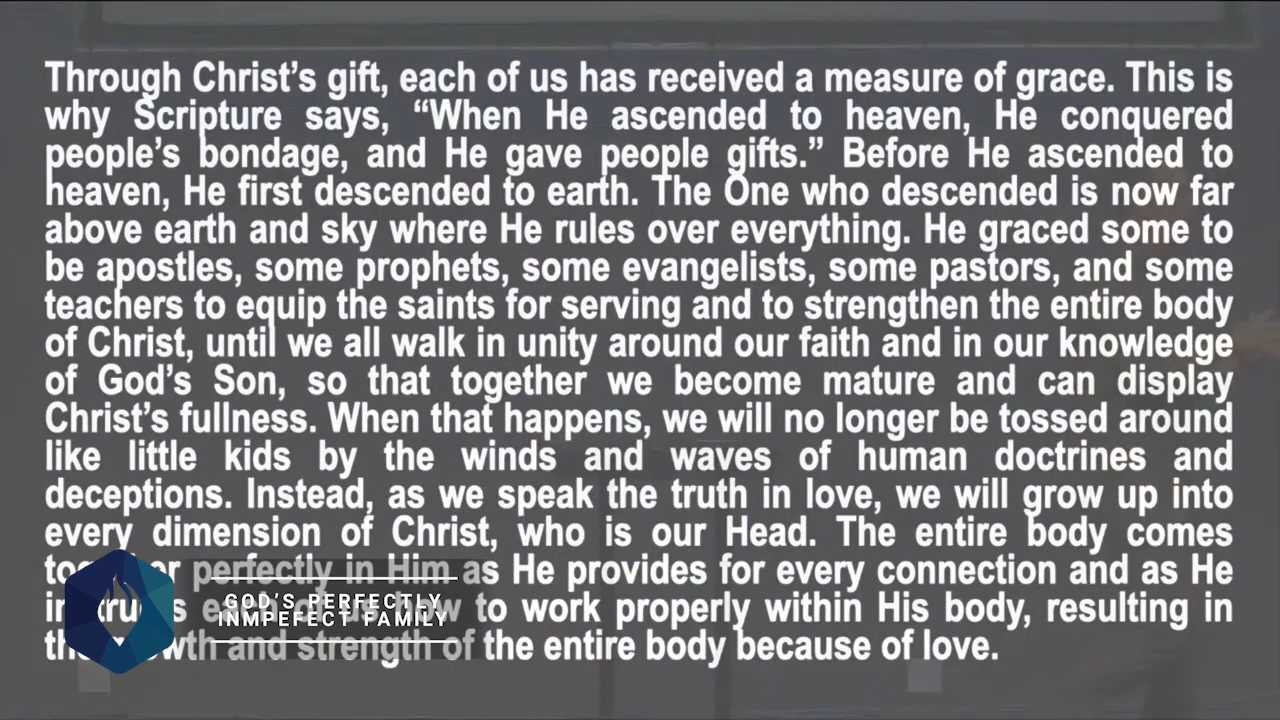 Through Christ’s gift, each of us has received a measure of grace. This is
why Scripture says, “When He ascended to heaven, He conquered
people’s bondage, and He gave people gifts.” Before He ascended to
heaven, He first descended to earth. The One who descended is now far
above earth and sky where He rules over everything. He graced some to
be apostles, some prophets, some evangelists, some pastors, and some
teachers to equip the saints for serving and to strengthen the entire body
of Christ, until we all walk in unity around our faith and in our knowledge
of God’s Son, so that together we become mature and can display
Christ’s fullness. When that happens, we will no longer be tossed around
like little kids by the winds and waves of human doctrines and
deceptions. Instead, as we speak the truth in love, we will grow up into
every dimension of Christ, who is our Head. The entire body comes
perfectly in Him as He provides for every connection and as He
to work properly within His body, resulting in
and strength of the entire body because of love.
GOD'S PERFECTLY
INMPEFECT FAMILY